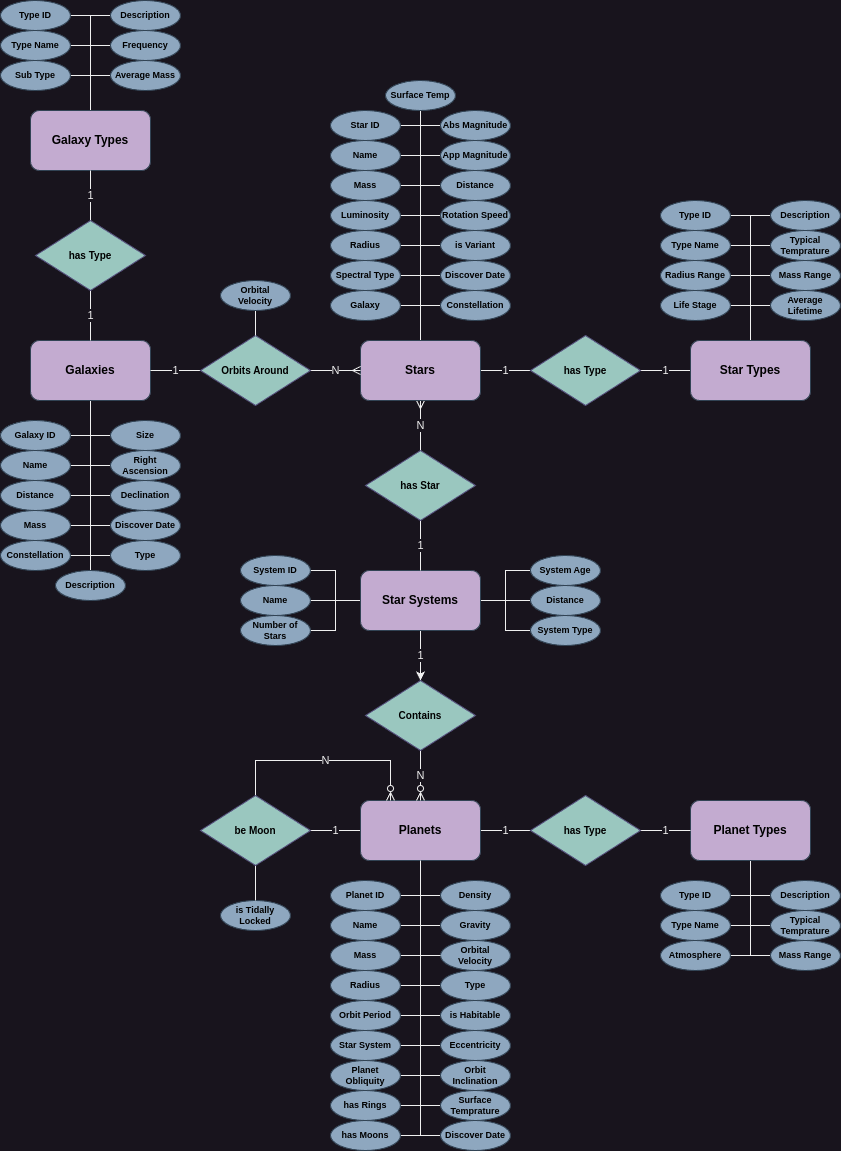 Type ID
Description
Type Name
Frequency
Sub Type
Average Mass
Galaxy Types
1
has Type
1
Galaxies
Galaxy ID
Size
Name
Right
Ascension
Distance
Declination
Mass
Discover Date
Constellation
Type
Description
1
Orbital
Velocity
Orbits Around
N
Surface Temp
Star ID
Abs Magnitude
Name
App Magnitude
Mass
Distance
Luminosity
Rotation Speed
Radius
is Variant
Spectral Type
Discover Date
Galaxy
Constellation
Stars
1
has Type
1
Type ID
Description
Type Name
Typical
Temprature
Radius Range
Mass Range
Life Stage
Average
Lifetime
Star Types
N
has Star
1
System ID
System Age
Name
Distance
Number of
Stars
System Type
Star Systems
1
Contains
N
N
be Moon
1
is Tidally
Locked
Planets
1
has Type
1
Planet Types
Type ID
Description
Type Name
Typical
Temprature
Atmosphere
Mass Range
Planet ID
Density
Name
Gravity
Mass
Orbital
Velocity
Radius
Type
Orbit Period
is Habitable
Star System
Eccentricity
Planet
Obliquity
Orbit
Inclination
has Rings
Surface
Temprature
has Moons
Discover Date